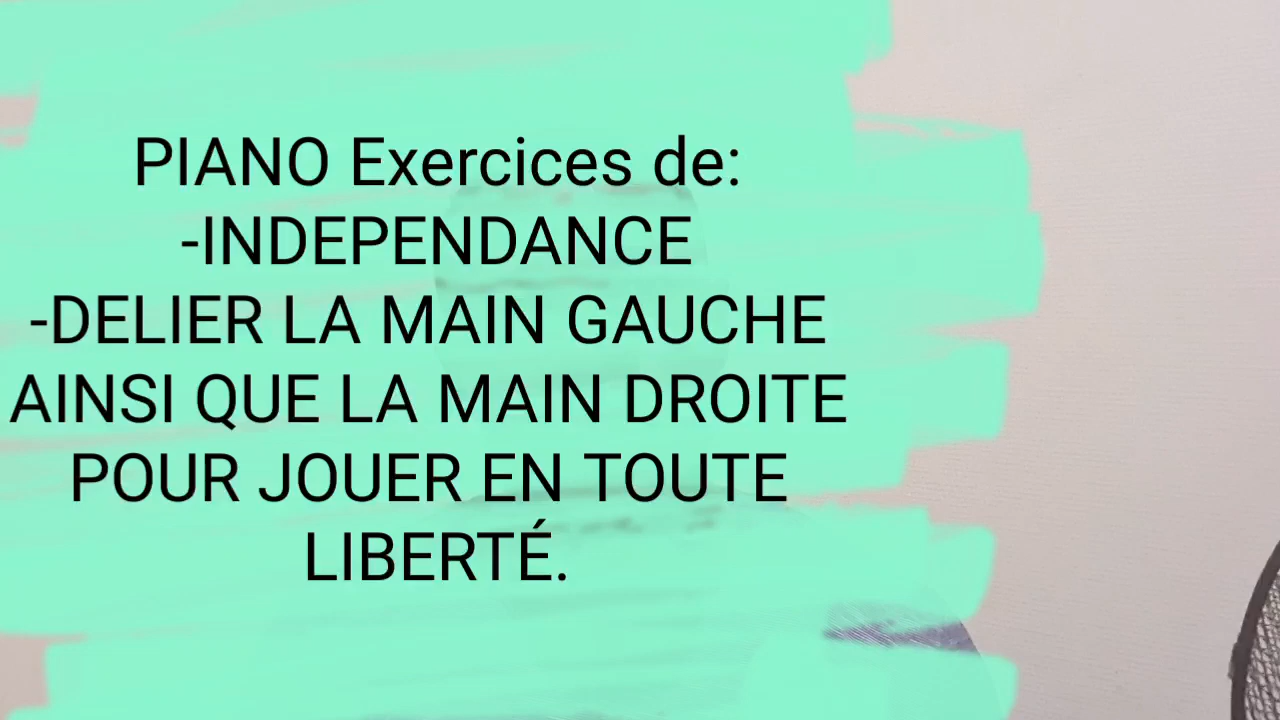 PIANO Exercices de:
-INDEPENDANCE
-DELIER LA MAIN GAUCHE
AINSI QUE LA MAIN DROITE
POUR JOUER EN TOUTE
LIBERTÉ.